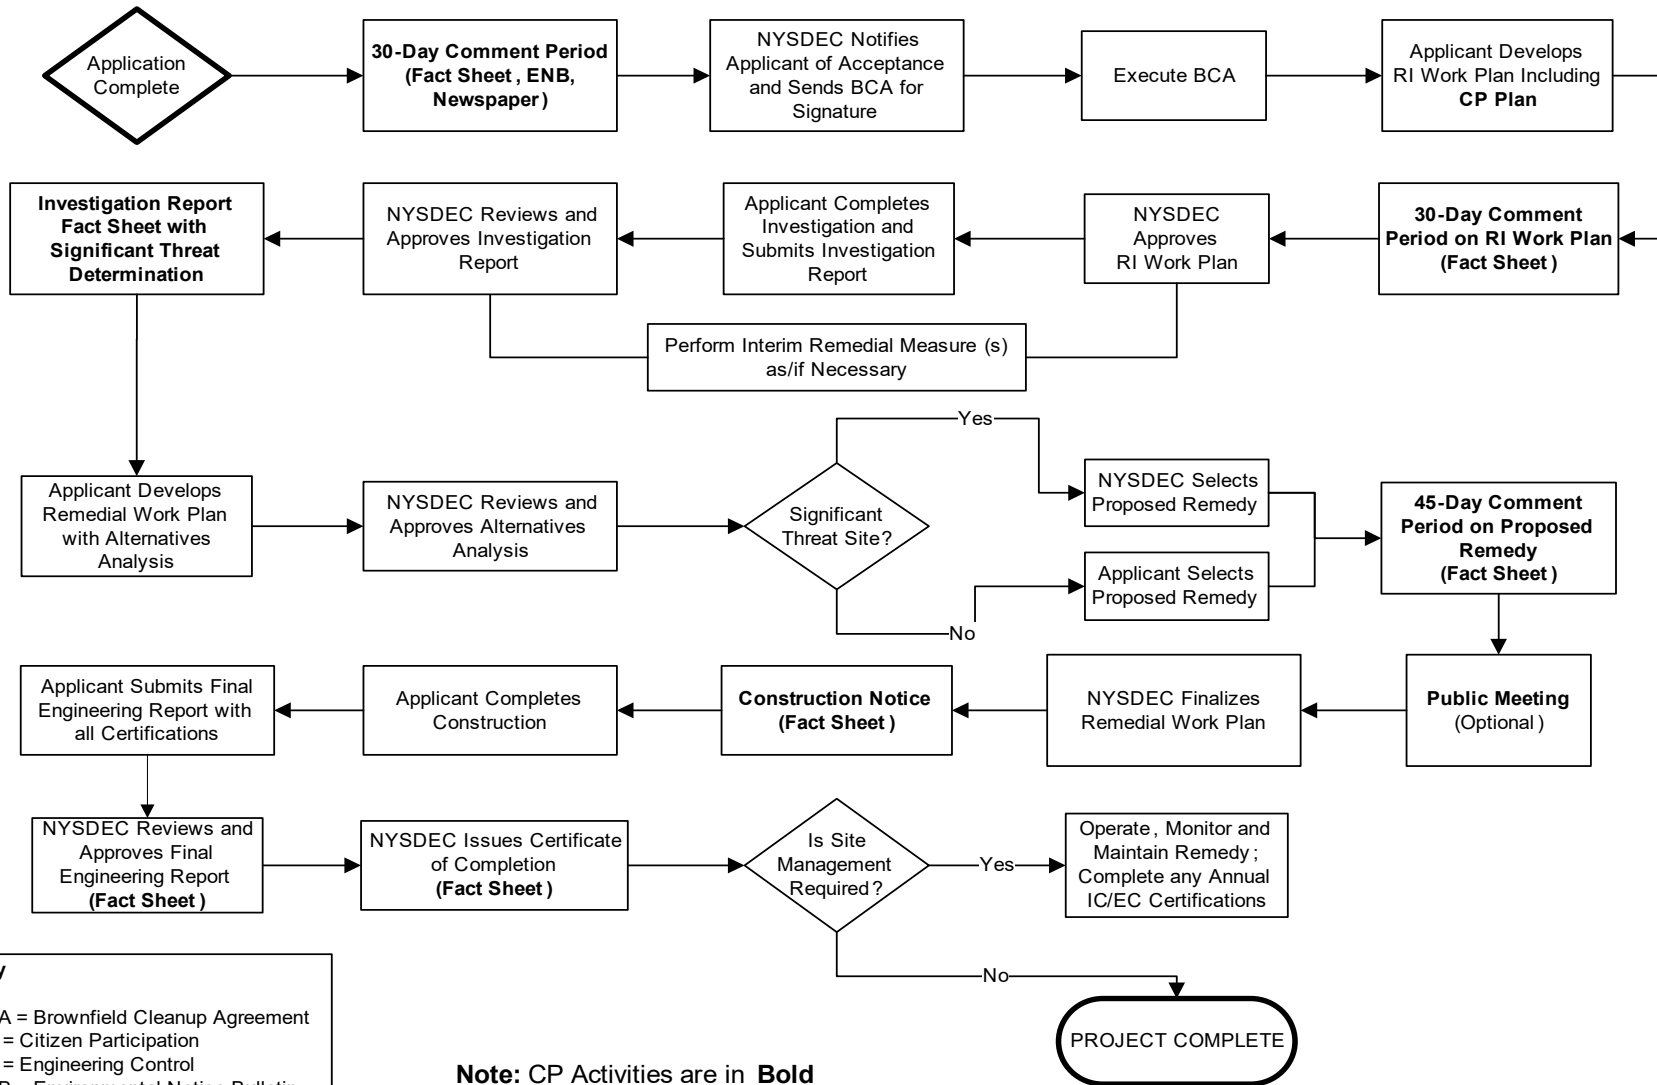 Application
Complete
30-Day Comment Period
(Fact Sheet, ENB,
Newspaper)
NYSDEC Notifies
Applicant of Acceptance
and Sends BCA for
Signature
Execute BCA
Applicant Develops
RI Work Plan Including
CP Plan
Investigation Report
Fact Sheet with
Significant Threat
Determination
NYSDEC Reviews and
Approves Investigation
Report
Applicant Completes
Investigation and
Submits Investigation
Report
NYSDEC
Approves
RI Work Plan
30-Day Comment
Period on RI Work Plan
(Fact Sheet)
Perform Interim Remedial Measure (s)
as/if Necessary
Yes
Applicant Develops
Remedial Work Plan
with Alternatives
Analysis
NYSDEC Reviews and
Approves Alternatives
Analysis
Significant
Threat Site?
NYSDEC Selects
Proposed Remedy
Applicant Selects
Proposed Remedy
45-Day Comment
Period on Proposed
Remedy
(Fact Sheet)
No
Applicant Submits Final
Engineering Report with
all Certifications
Applicant Completes
Construction
Construction Notice
(Fact Sheet)
NYSDEC Finalizes
Remedial Work Plan
Public Meeting
(Optional)
NYSDEC Reviews and
Approves Final
Engineering Report
(Fact Sheet)
NYSDEC Issues Certificate
of Completion
(Fact Sheet)
Is Site
Management
Required?
Yes
Operate, Monitor and
Maintain Remedy;
Complete any Annual
IC/EC Certifications
No
PROJECT COMPLETE
= Brownfield Cleanup Agreement
= Citizen Participation
= Engineering Control
= Environmental Notice Bulletin
Note: CP Activities are in Bold